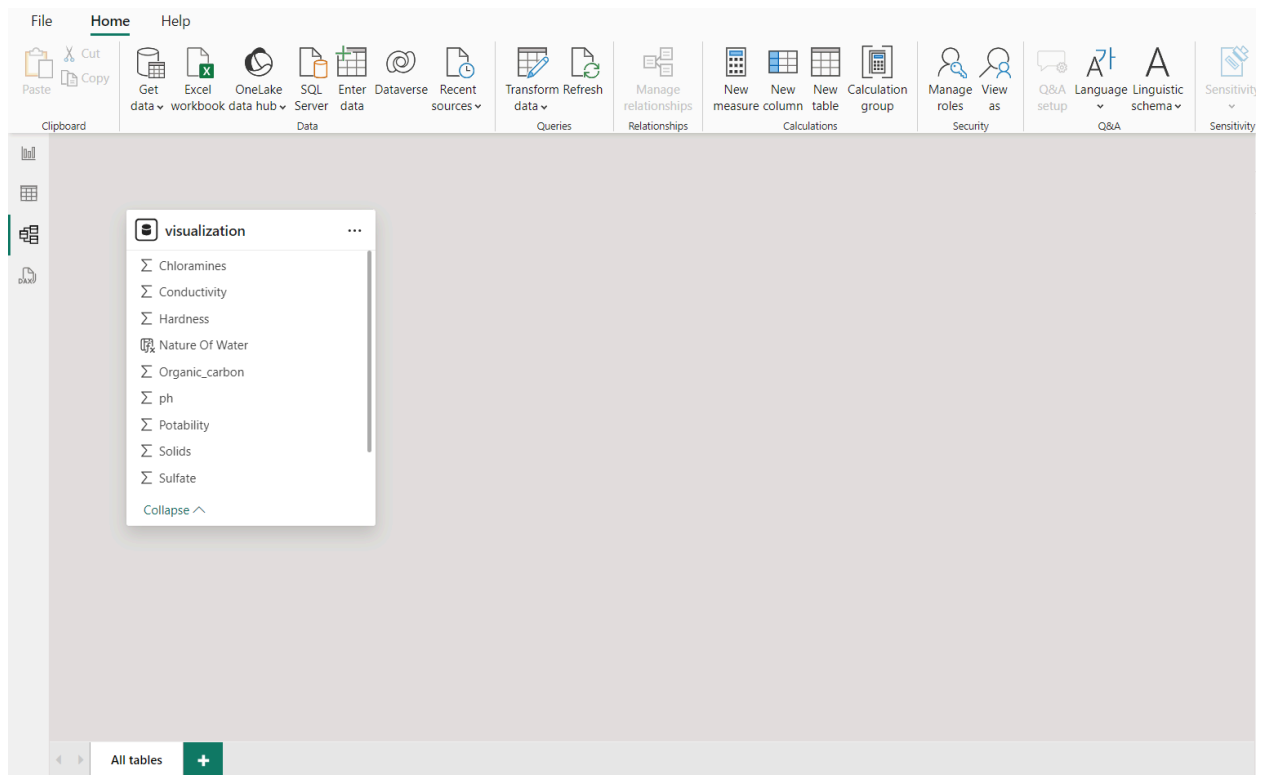 File Home Help
Cut
Copy
Paste
Get data
Excel workbook
OneLake data hub
SQL Server
Enter data
Dataverse
Recent sources
Transform data
Refresh
Manage relationships
New measure
New column
New table
Calculation group
Manage roles
View as
Q&A setup
Language
Linguistic schema
Sensitivity
Clipboard Data Queries Relationships Calculations Security Q&A Sensitivity
DAX
visualization
Chloramines
Conductivity
Hardness
Nature Of Water
Organic_carbon
ph
Potability
Solids
Sulfate
Collapse
All tables